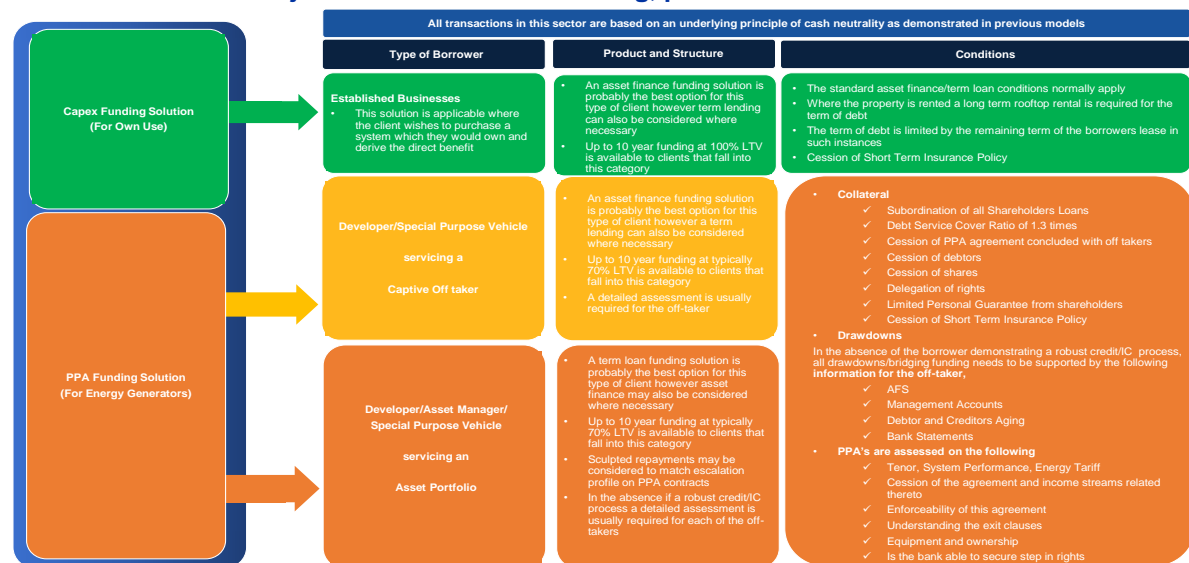 All transactions in this sector are based on an underlying principle of cash neutrality as demonstrated in previous models
Type of Borrower
Product and Structure
Conditions
Capex Funding Solution
(For Own Use)
Established Businesses
• This solution is applicable where
the client wishes to purchase a
system which they would own and
derive the direct benefit
• An asset finance funding solution is
probably the best option for this
type of client however term lending
can also be considered where
necessary
• Up to 10 year funding at 100% LTV
is available to clients that fall into
this category
• The standard asset finance/term loan conditions normally apply
• Where the property is rented a long term rooftop rental is required for the
term of debt
• The term of debt is limited by the remaining term of the borrowers lease in
such instances
• Cession of Short Term Insurance Policy
PPA Funding Solution
(For Energy Generators)
Developer/Special Purpose Vehicle
servicing a
Captive Off taker
• An asset finance funding solution
is probably the best option for this
type of client however a term
lending can also be considered
where necessary
• Up to 10 year funding at typically
70% LTV is available to clients that
fall into this category
• A detailed assessment is usually
required for the off-taker
Developer/Asset Manager/
Special Purpose Vehicle
servicing an
Asset Portfolio
• A term loan funding solution is
probably the best option for this
type of client however asset
finance may also be considered
where necessary
• Up to 10 year funding at typically
70% LTV is available to clients that
fall into this category
• Sculpted repayments may be
considered to match escalation
profile on PPA contracts
• In the absence if a robust credit/IC
process a detailed assessment is
usually required for each of the off-
takers
• Collateral
✓ Subordination of all Shareholders Loans
✓ Debt Service Cover Ratio of 1.3 times
✓ Cession of PPA agreement concluded with off takers
✓ Cession of debtors
✓ Cession of shares
✓ Delegation of rights
✓ Limited Personal Guarantee from shareholders
✓ Cession of Short Term Insurance Policy
• Drawdowns
In the absence of the borrower demonstrating a robust credit/IC process,
all drawdowns/bridging funding needs to be supported by the following
information for the off-taker,
✓ AFS
✓ Management Accounts
✓ Debtor and Creditors Aging
✓ Bank Statements
• PPA's are assessed on the following
✓ Tenor, System Performance, Energy Tariff
✓ Cession of the agreement and income streams related
thereto
✓ Enforceability of this agreement
✓ Understanding the exit clauses
✓ Equipment and ownership
✓ Is the bank able to secure step in rights